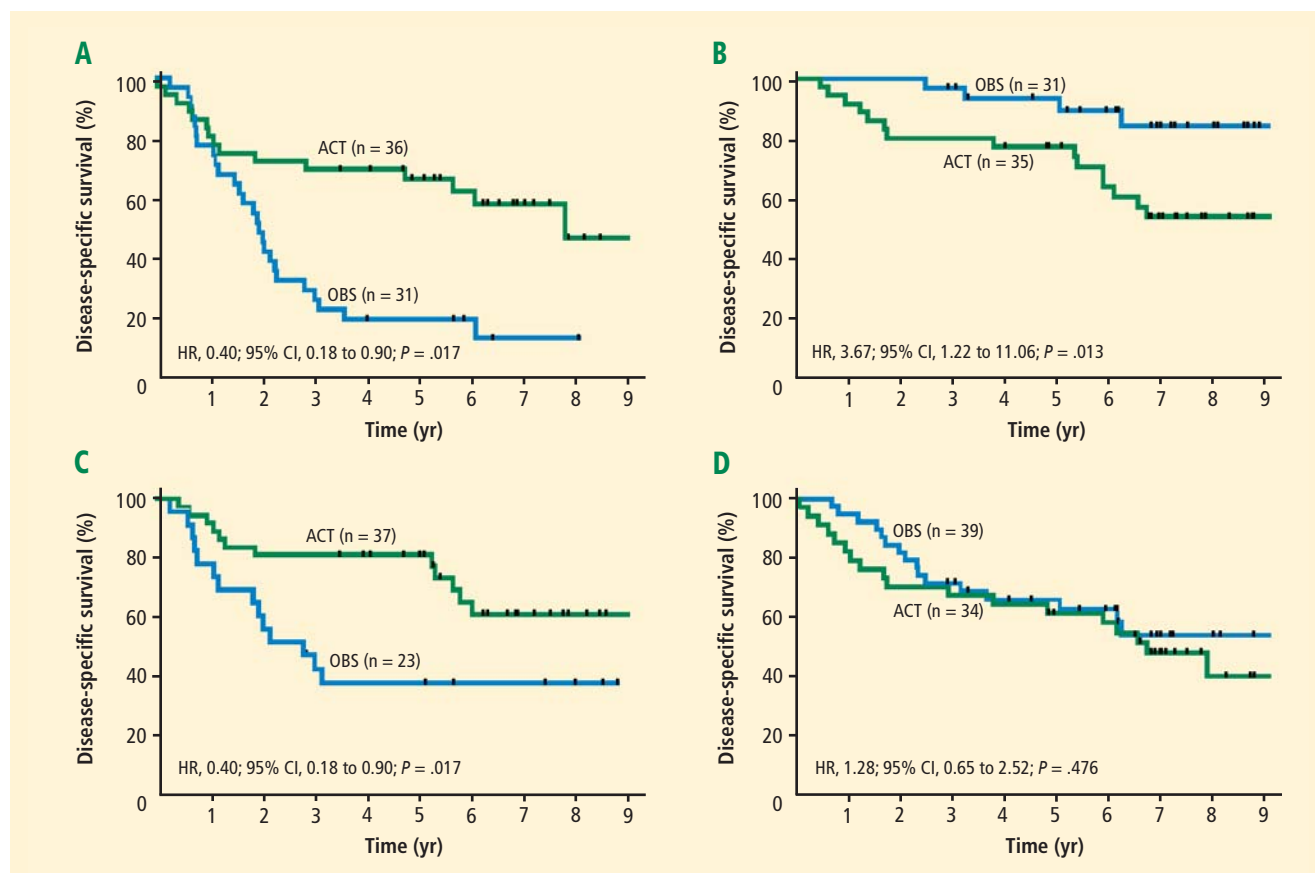 A
Disease-specific survival (%)
100
80
60
40
20
0
ACT (n = 36)
OBS (n = 31)
HR, 0.40; 95% CI, 0.18 to 0.90; P = .017
1 2 3 4 5 6 7 8 9
Time (yr)
B
Disease-specific survival (%)
100
80
60
40
20
0
OBS (n = 31)
ACT (n = 35)
HR, 3.67; 95% CI, 1.22 to 11.06; P = .013
1 2 3 4 5 6 7 8 9
Time (yr)
C
Disease-specific survival (%)
100
80
60
40
20
0
ACT (n = 37)
OBS (n = 23)
HR, 0.40; 95% CI, 0.18 to 0.90; P = .017
1 2 3 4 5 6 7 8 9
Time (yr)
D
Disease-specific survival (%)
100
80
60
40
20
0
OBS (n = 39)
ACT (n = 34)
HR, 1.28; 95% CI, 0.65 to 2.52; P = .476
1 2 3 4 5 6 7 8 9
Time (yr)